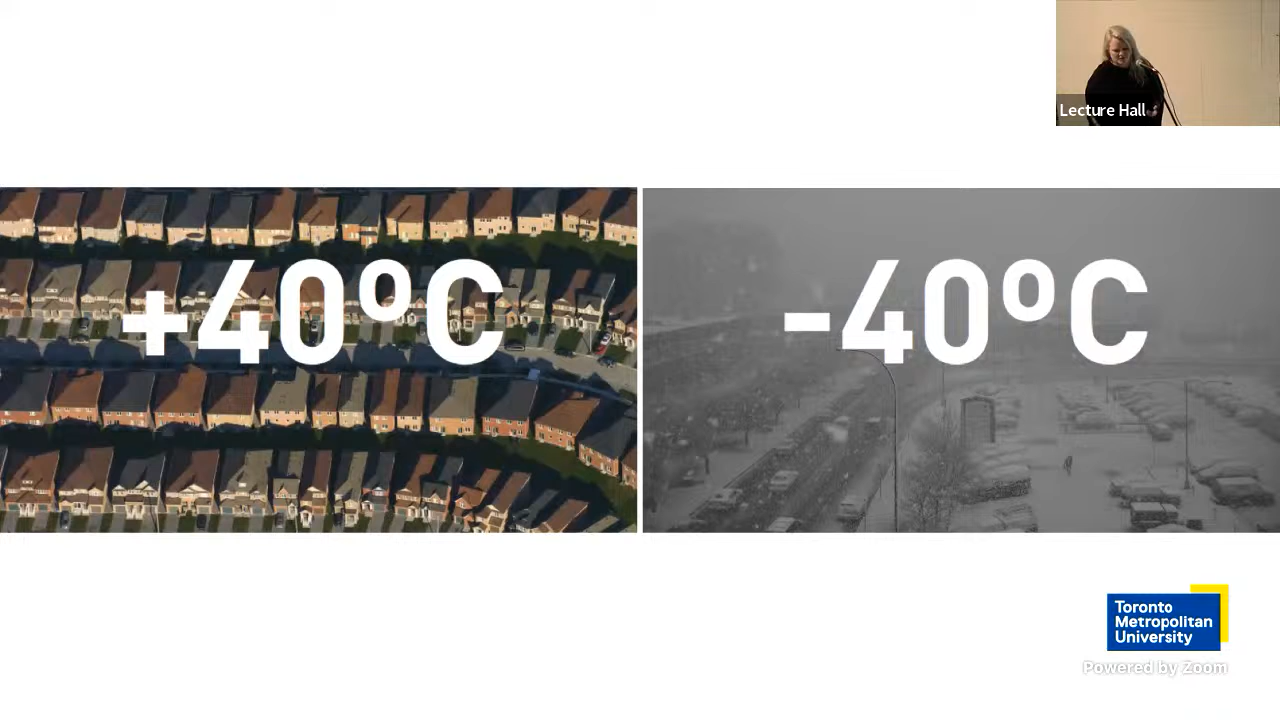 Lecture Hall
+40ºC
-40ºC
Toronto
Metropolitan
University
Powered by Zoom